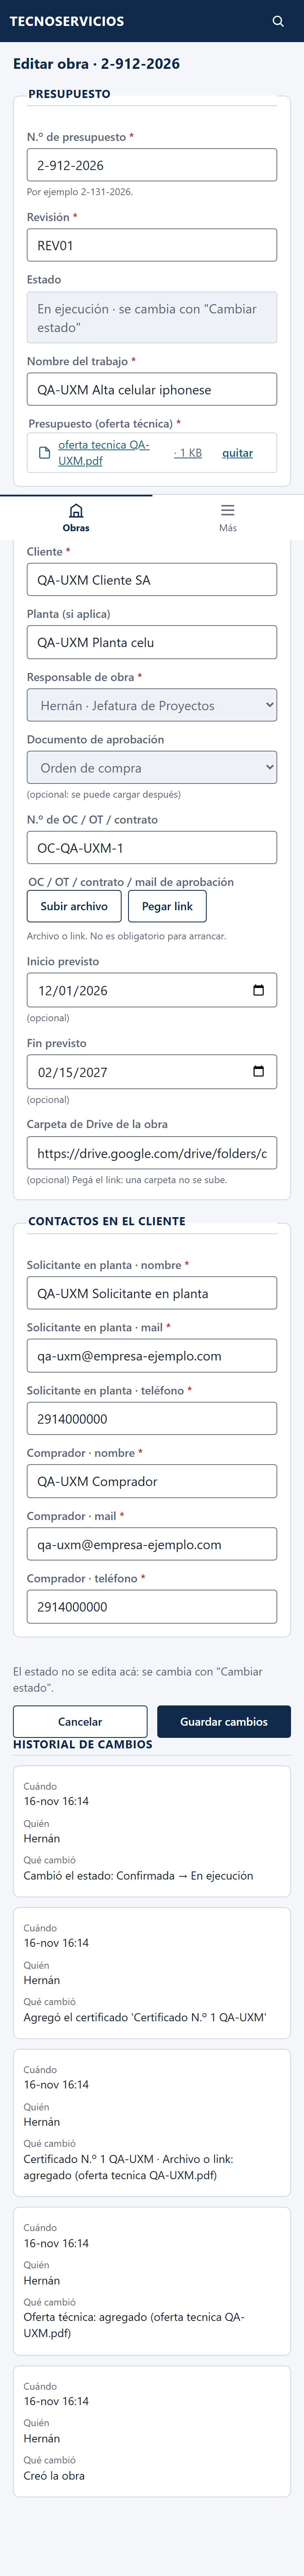 TECNOSERVICIOS
Editar obra · 2-912-2026
PRESUPUESTO
N.º de presupuesto *
2-912-2026
Por ejemplo 2-131-2026.
Revisión *
REV01
Estado
En ejecución · se cambia con "Cambiar
estado"
Nombre del trabajo *
QA-UXM Alta celular iphonese
Presupuesto (oferta técnica) *
oferta tecnica QA-
UXM.pdf
· 1 KB
quitar
Obras
Más
Cliente *
QA-UXM Cliente SA
Planta (si aplica)
QA-UXM Planta celu
Responsable de obra *
Hernán · Jefatura de Proyectos
Documento de aprobación
Orden de compra
(opcional: se puede cargar después)
N.º de OC / OT / contrato
OC-QA-UXM-1
OC / OT / contrato / mail de aprobación
Subir archivo
Pegar link
Archivo o link. No es obligatorio para arrancar.
Inicio previsto
12/01/2026
(opcional)
Fin previsto
02/15/2027
(opcional)
Carpeta de Drive de la obra
https://drive.google.com/drive/folders/c
(opcional) Pegá el link: una carpeta no se sube.
CONTACTOS EN EL CLIENTE
Solicitante en planta · nombre *
QA-UXM Solicitante en planta
Solicitante en planta · mail *
qa-uxm@empresa-ejemplo.com
Solicitante en planta · teléfono *
2914000000
Comprador · nombre *
QA-UXM Comprador
Comprador · mail *
qa-uxm@empresa-ejemplo.com
Comprador · teléfono *
2914000000
El estado no se edita acá: se cambia con "Cambiar
estado".
Cancelar
Guardar cambios
HISTORIAL DE CAMBIOS
Cuándo
16-nov 16:14
Quién
Hernán
Qué cambió
Cambió el estado: Confirmada → En ejecución
Cuándo
16-nov 16:14
Quién
Hernán
Qué cambió
Agregó el certificado 'Certificado N.º 1 QA-UXM'
Cuándo
16-nov 16:14
Quién
Hernán
Qué cambió
Certificado N.º 1 QA-UXM · Archivo o link:
agregado (oferta tecnica QA-UXM.pdf)
Cuándo
16-nov 16:14
Quién
Hernán
Qué cambió
Oferta técnica: agregado (oferta tecnica QA-
UXM.pdf)
Cuándo
16-nov 16:14
Quién
Hernán
Qué cambió
Creó la obra